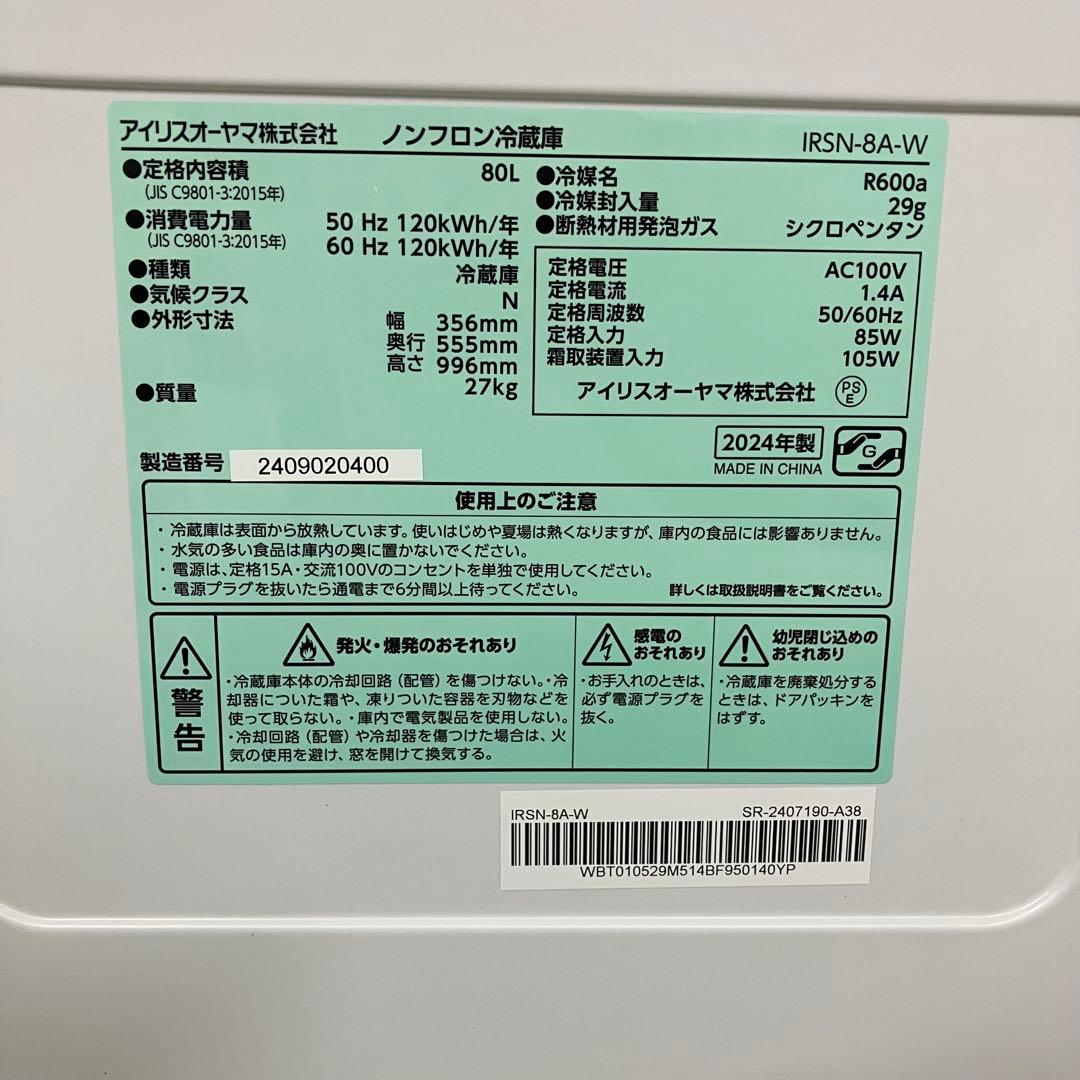 アイリスオーヤマ株式会社 ノンフロン冷蔵庫 IRSN-8A-W
●定格内容積 80L
(JIS C9801-3:2015年)
●消費電力量 50 Hz 120kWh/年
(JIS C9801-3:2015年) 60 Hz 120kWh/年
●種類 冷蔵庫
●気候クラス N
●外形寸法 幅 356mm
奥行 555mm
高さ 996mm
●質量 27kg
●冷媒名 R600a
●冷媒封入量 29g
●断熱材用発泡ガス シクロペンタン
定格電圧 AC100V
定格電流 1.4A
定格周波数 50/60Hz
定格入力 85W
霜取装置入力 105W
アイリスオーヤマ株式会社 PSE
製造番号 2409020400
2024年製
MADE IN CHINA
G
使用上のご注意
・冷蔵庫は表面から放熱しています。使いはじめや夏場は熱くなりますが、庫内の食品には影響ありません。
・水気の多い食品は庫内の奥に置かないでください。
・電源は、定格15A・交流100Vのコンセントを単独で使用してください。
・電源プラグを抜いたら通電まで6分間以上待ってください。 詳しくは取扱説明書をご覧ください。
警告
発火・爆発のおそれあり
・冷蔵庫本体の冷却回路（配管）を傷つけない。・冷
却器についた霜や、凍りついた容器を刃物などを
使って取らない。・庫内で電気製品を使用しない。
・冷却回路（配管）や冷却器を傷つけた場合は、火
気の使用を避け、窓を開けて換気する。
感電の
おそれあり
・お手入れのときは、
必ず電源プラグを
抜く。
幼児閉じ込めの
おそれあり
・冷蔵庫を廃棄処分する
ときは、ドアパッキンを
はずす。
IRSN-8A-W SR-2407190-A38
WBT010529M514BF950140YP